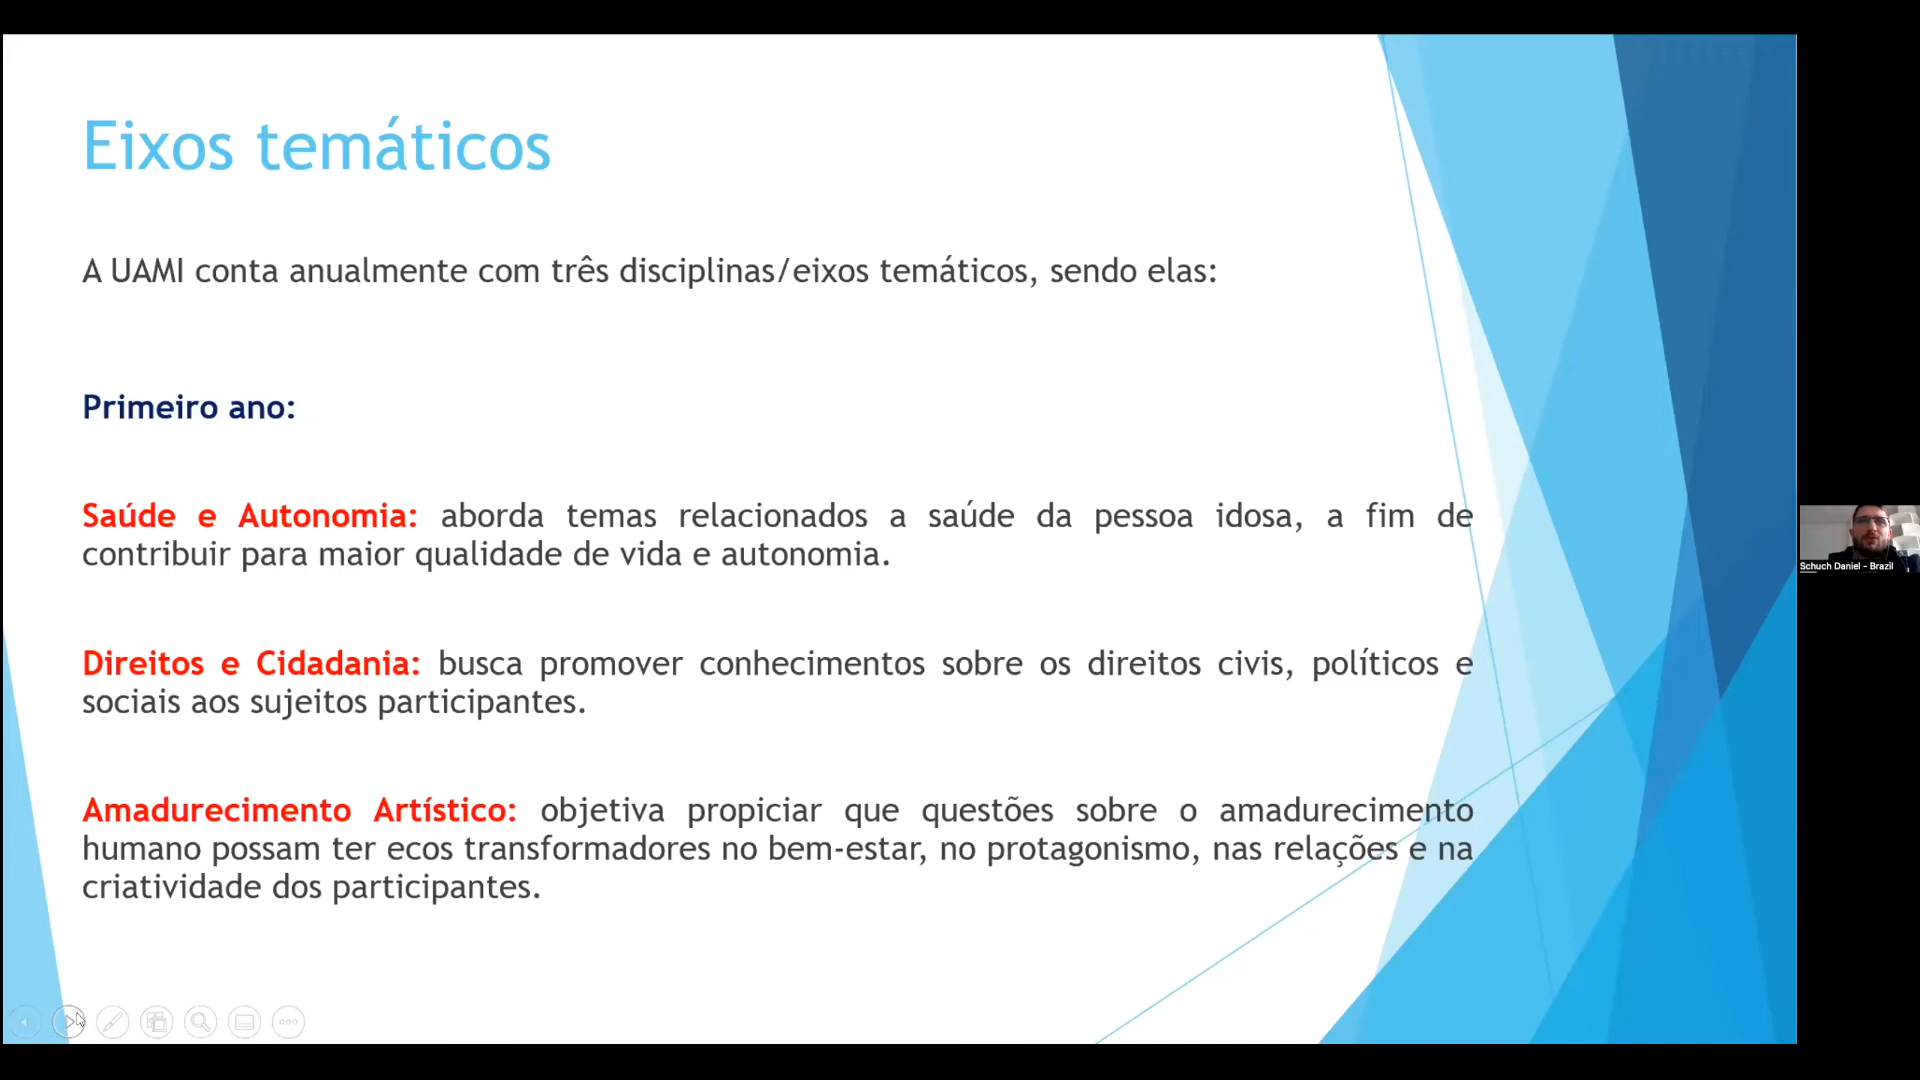 Eixos temáticos
A UAMI conta anualmente com três disciplinas/eixos temáticos, sendo elas:
Primeiro ano:
Saúde e Autonomia: aborda temas relacionados a saúde da pessoa idosa, a fim de
contribuir para maior qualidade de vida e autonomia.
Direitos e Cidadania: busca promover conhecimentos sobre os direitos civis, políticos e
sociais aos sujeitos participantes.
Amadurecimento Artístico: objetiva propiciar que questões sobre o amadurecimento
humano possam ter ecos transformadores no bem-estar, no protagonismo, nas relações e na
criatividade dos participantes.
Schuch Daniel - Brazil